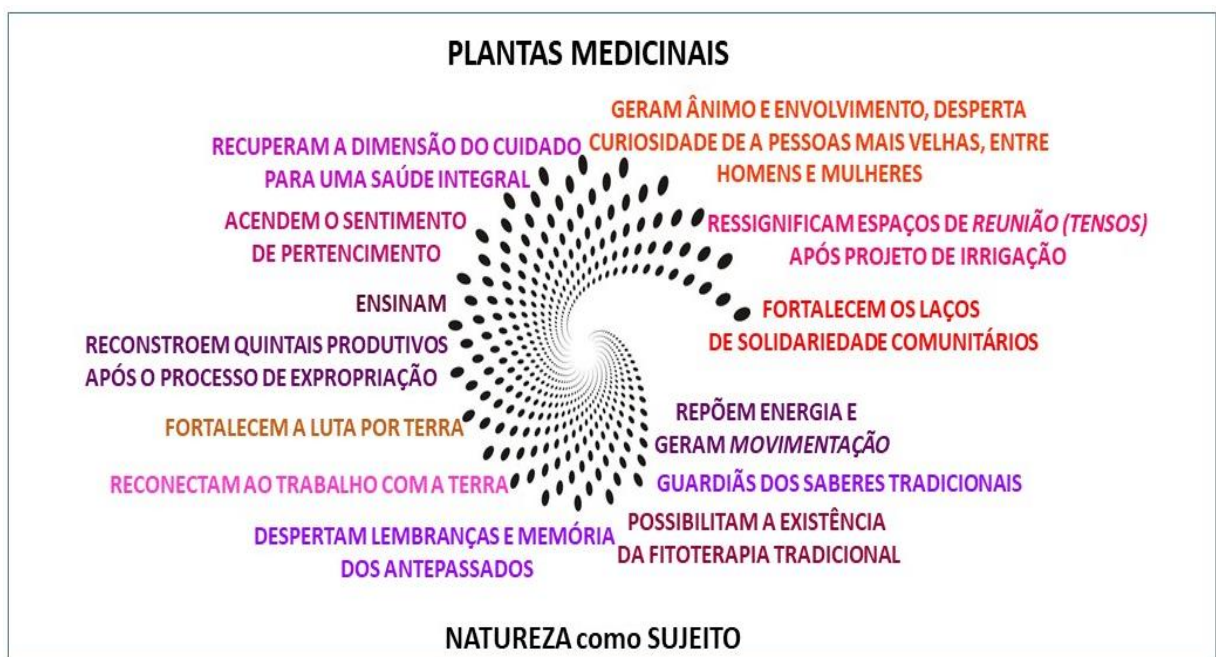 PLANTAS MEDICINAIS
GERAM ÂNIMO E ENVOLVIMENTO, DESPERTA
CURIOSIDADE DE A PESSOAS MAIS VELHAS, ENTRE
HOMENS E MULHERES
RESSIGNIFICAM ESPAÇOS DE REUNIÃO (TENSOS)
APÓS PROJETO DE IRRIGAÇÃO
FORTALECEM OS LAÇOS
DE SOLIDARIEDADE COMUNITÁRIOS
REPÕEM ENERGIA E
GERAM MOVIMENTAÇÃO
GUARDIÃS DOS SABERES TRADICIONAIS
POSSIBILITAM A EXISTÊNCIA
DA FITOTERAPIA TRADICIONAL
RECUPERAM A DIMENSÃO DO CUIDADO
PARA UMA SAÚDE INTEGRAL
ACENDEM O SENTIMENTO
DE PERTENCIMENTO
ENSINAM
RECONSTROEM QUINTAIS PRODUTIVOS
APÓS O PROCESSO DE EXPROPRIAÇÃO
FORTALECEM A LUTA POR TERRA
RECONECTAM AO TRABALHO COM A TERRA
DESPERTAM LEMBRANÇAS E MEMÓRIA
DOS ANTEPASSADOS
NATUREZA como SUJEITO